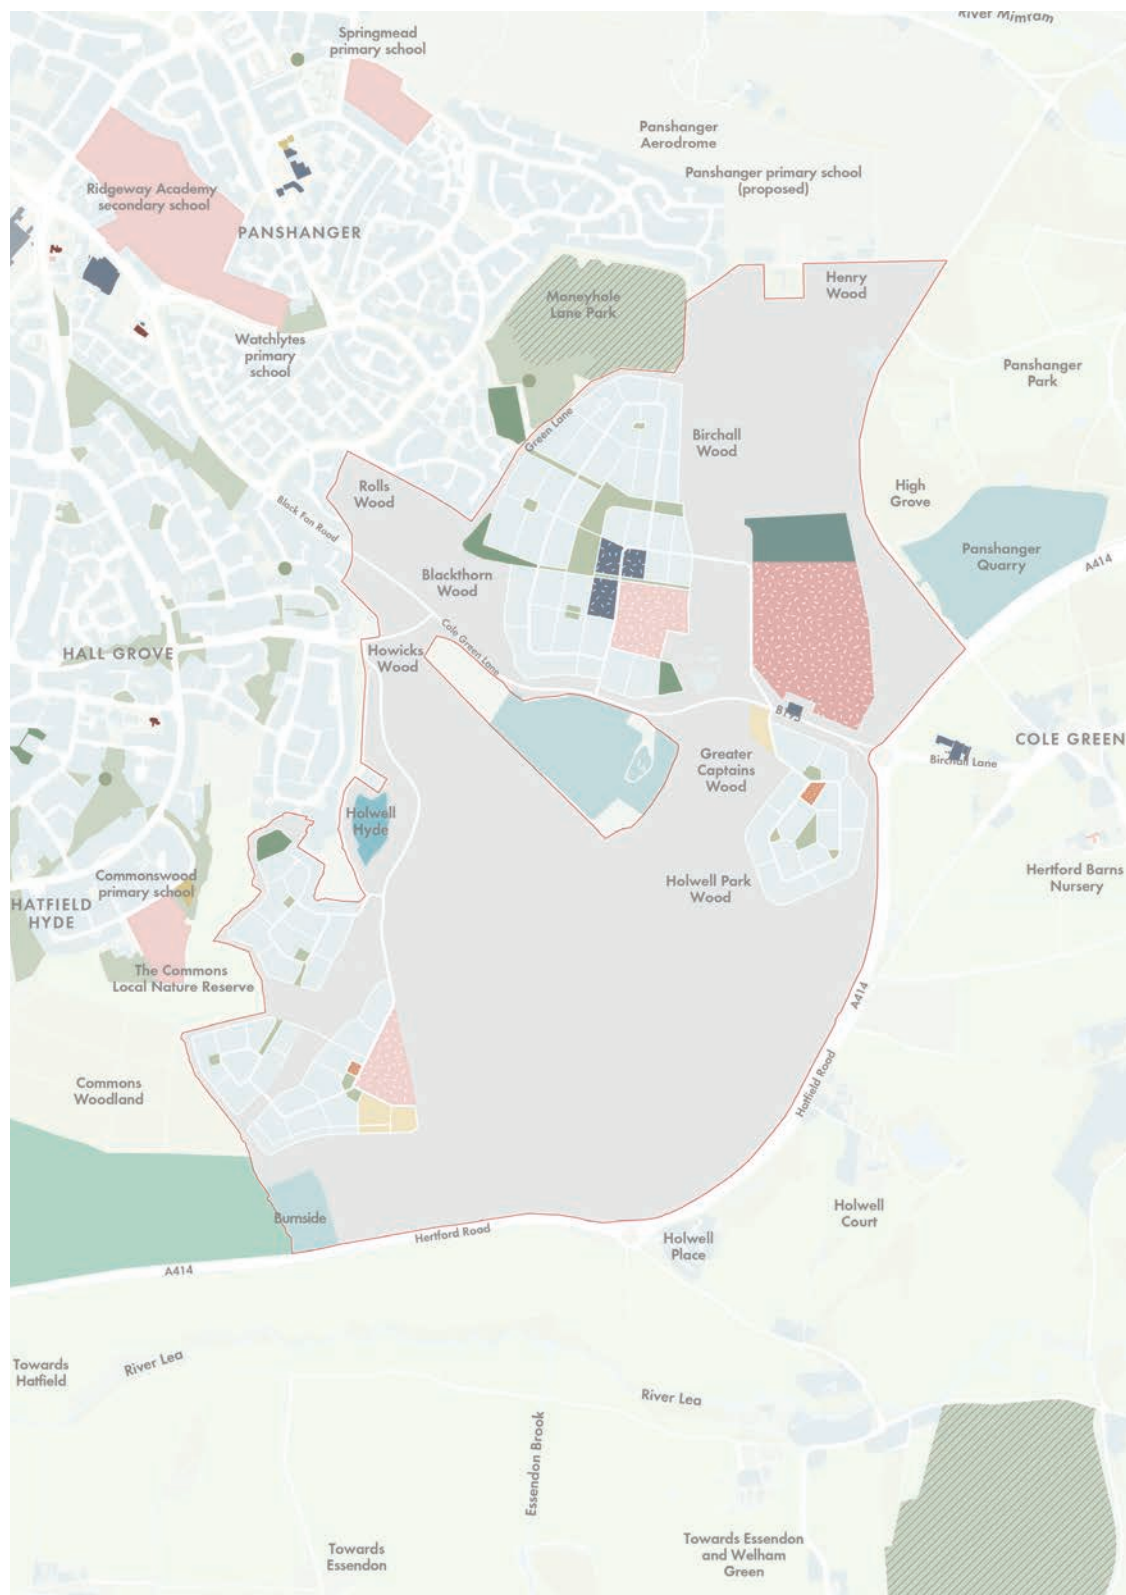 River Mimram
Springmead
primary school
Panshanger
Aerodrome
Panshanger primary school
(proposed)
Ridgeway Academy
secondary school
PANSHANGER
Henry
Wood
Moneyhole
Lane Park
Watchlytes
primary
school
Panshanger
Park
Green Lane
Birchall
Wood
Rolls
Wood
High
Grove
Black Fan Road
Panshanger
Quarry
A414
Blackthorn
Wood
Cole Green Lane
HALL GROVE
Howicks
Wood
B195
COLE GREEN
Birchall Lane
Greater
Captains
Wood
Holwell
Hyde
Commonswood
primary school
Holwell Park
Wood
Hertford Barns
Nursery
HATFIELD
HYDE
The Commons
Local Nature Reserve
A414
Commons
Woodland
Hatfield Road
Burnside
Hertford Road
Holwell
Court
Holwell
Place
A414
River Lea
Towards
Hatfield
River Lea
Essendon Brook
Towards
Essendon
Towards Essendon
and Welham
Green